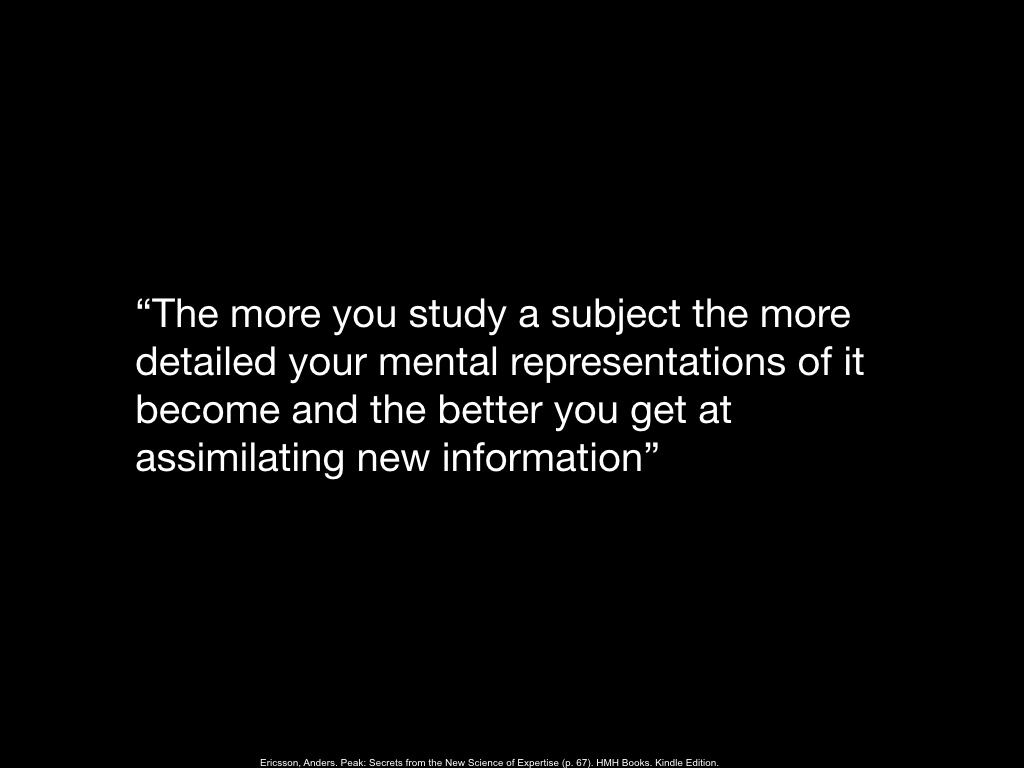 “The more you study a subject the more
detailed your mental representations of it
become and the better you get at
assimilating new information”
Ericsson, Anders. Peak: Secrets from the New Science of Expertise (p. 67). HMH Books. Kindle Edition.